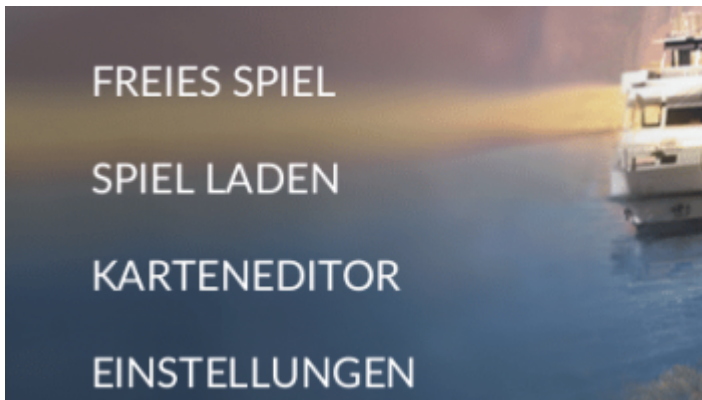 FREIES SPIEL
SPIEL LADEN
KARTENEDITOR
EINSTELLUNGEN